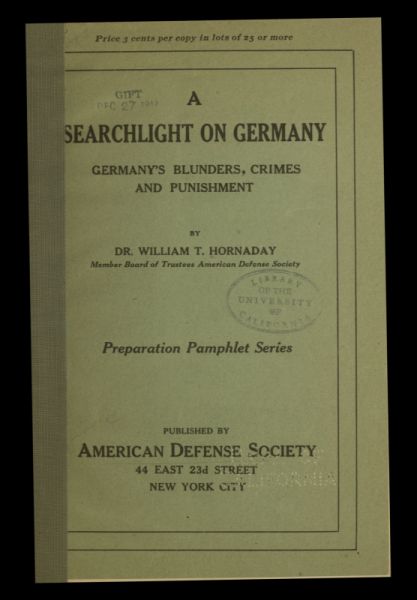 Price 3 cents per copy in lots of 25 or more
GIFT
DEC 27 1917
A
SEARCHLIGHT ON GERMANY
GERMANY'S BLUNDERS, CRIMES
AND PUNISHMENT
BY
DR. WILLIAM T. HORNADAY
Member Board of Trustees American Defense Society
LIBRARY
OF THE
UNIVERSITY
OF
CALIFORNIA
Preparation Pamphlet Series
PUBLISHED BY
AMERICAN DEFENSE SOCIETY
44 EAST 23d STREET
NEW YORK CITY
CALIFORNIA